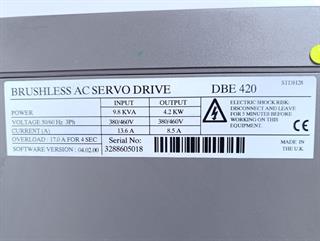 STDI128
BRUSHLESS AC SERVO DRIVE DBE 420
INPUT OUTPUT
POWER 9.8 KVA 4.2 KW
VOLTAGE 50/60 Hz 3Ph 380/460V 380/460V
CURRENT (A) 13.6 A 8.5 A
OVERLOAD : 17.0 A FOR 4 SEC
SOFTWARE VERSION : 04.02.00
Serial No:
3288605018
ELECTRIC SHOCK RISK:
DISCONNECT AND LEAVE
FOR 5 MINUTES BEFORE
WORKING ON THIS
EQUIPMENT.
MADE IN
THE U.K
CE